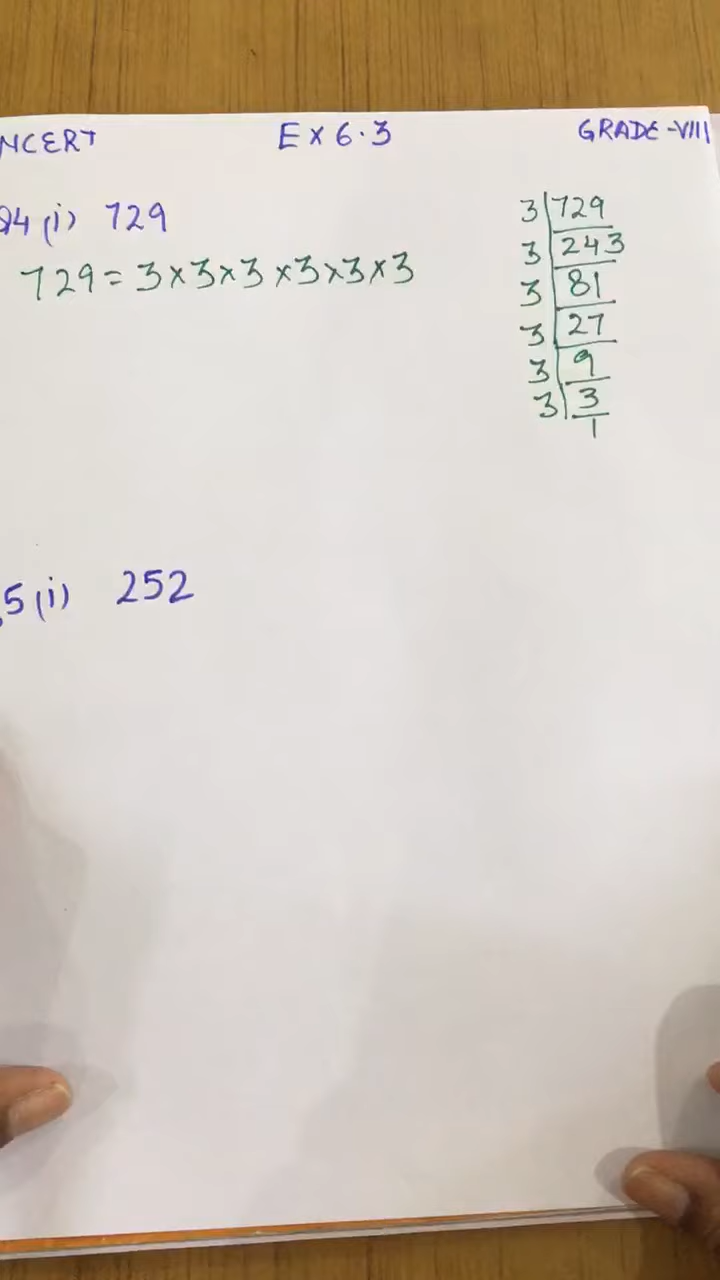 NCERT EX 6.3 GRADE-VIII
Q4 (i) 729
729 = 3×3×3×3×3×3
3 729
3 243
3 81
3 27
3 9
3 3
1
5 (i) 252